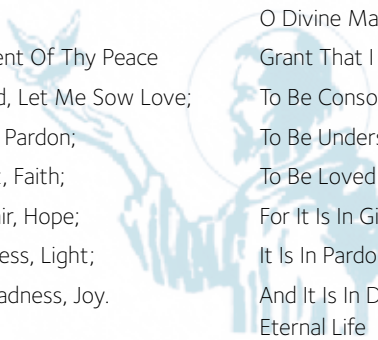 ent Of Thy Peace
d, Let Me Sow Love;
Pardon;
, Faith;
ir, Hope;
ess, Light;
adness, Joy.
O Divine Ma
Grant That I
To Be Conso
To Be Unders
To Be Loved
For It Is In Gi
It Is In Pardo
And It Is In D
Eternal Life